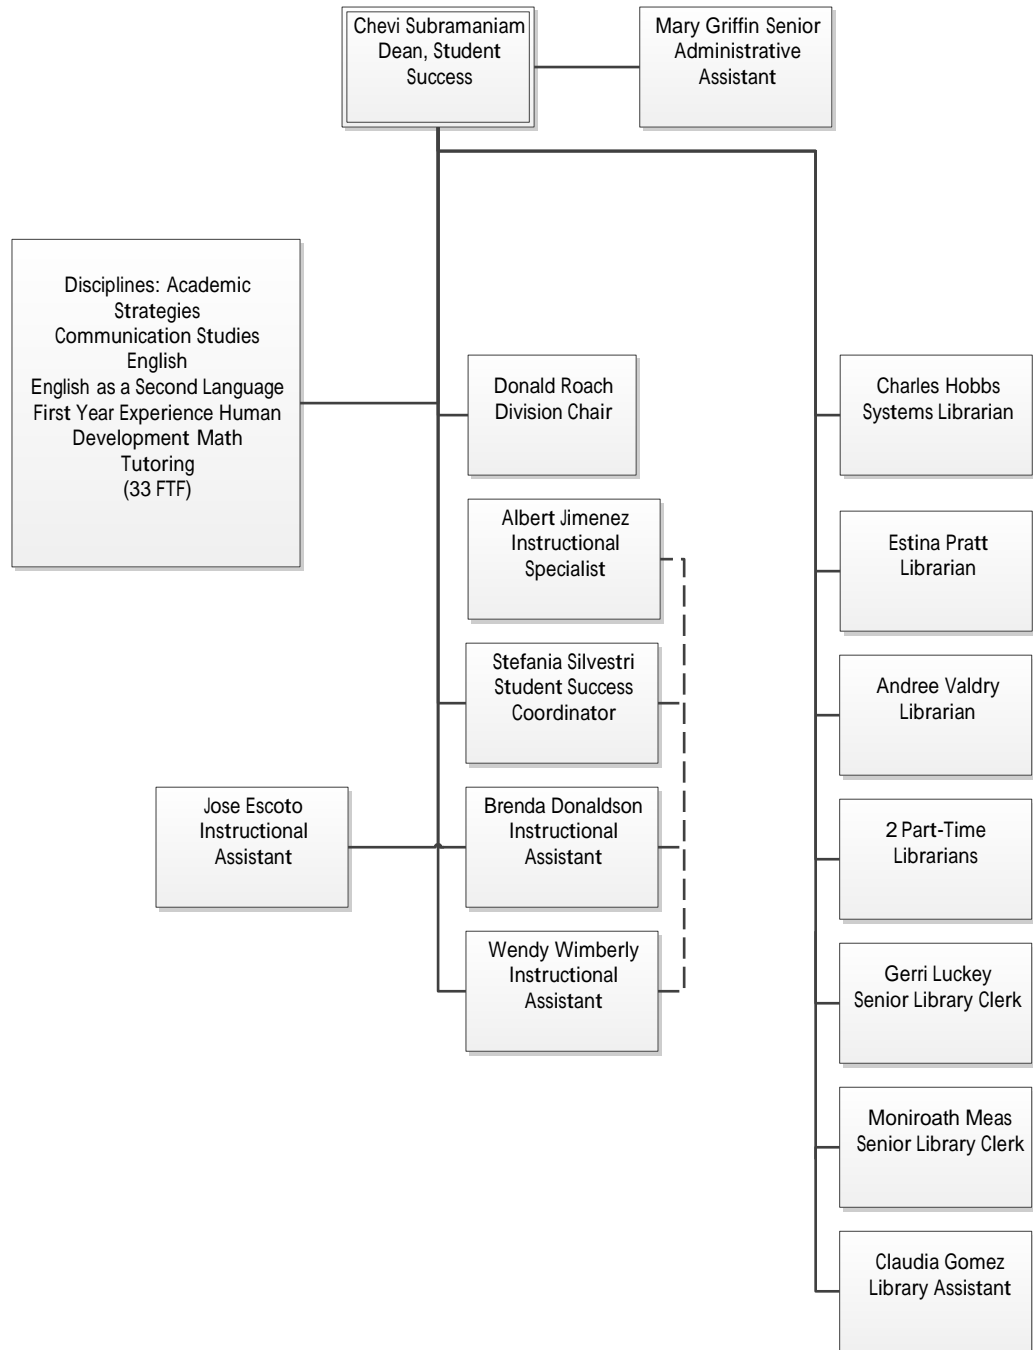 Chevi Subramaniam
Dean, Student
Success
Mary Griffin Senior
Administrative
Assistant
Disciplines: Academic
Strategies
Communication Studies
English
English as a Second Language
First Year Experience Human
Development Math
Tutoring
(33 FTF)
Donald Roach
Division Chair
Albert Jimenez
Instructional
Specialist
Stefania Silvestri
Student Success
Coordinator
Jose Escoto
Instructional
Assistant
Brenda Donaldson
Instructional
Assistant
Wendy Wimberly
Instructional
Assistant
Charles Hobbs
Systems Librarian
Estina Pratt
Librarian
Andree Valdry
Librarian
2 Part-Time
Librarians
Gerri Luckey
Senior Library Clerk
Moniroath Meas
Senior Library Clerk
Claudia Gomez
Library Assistant